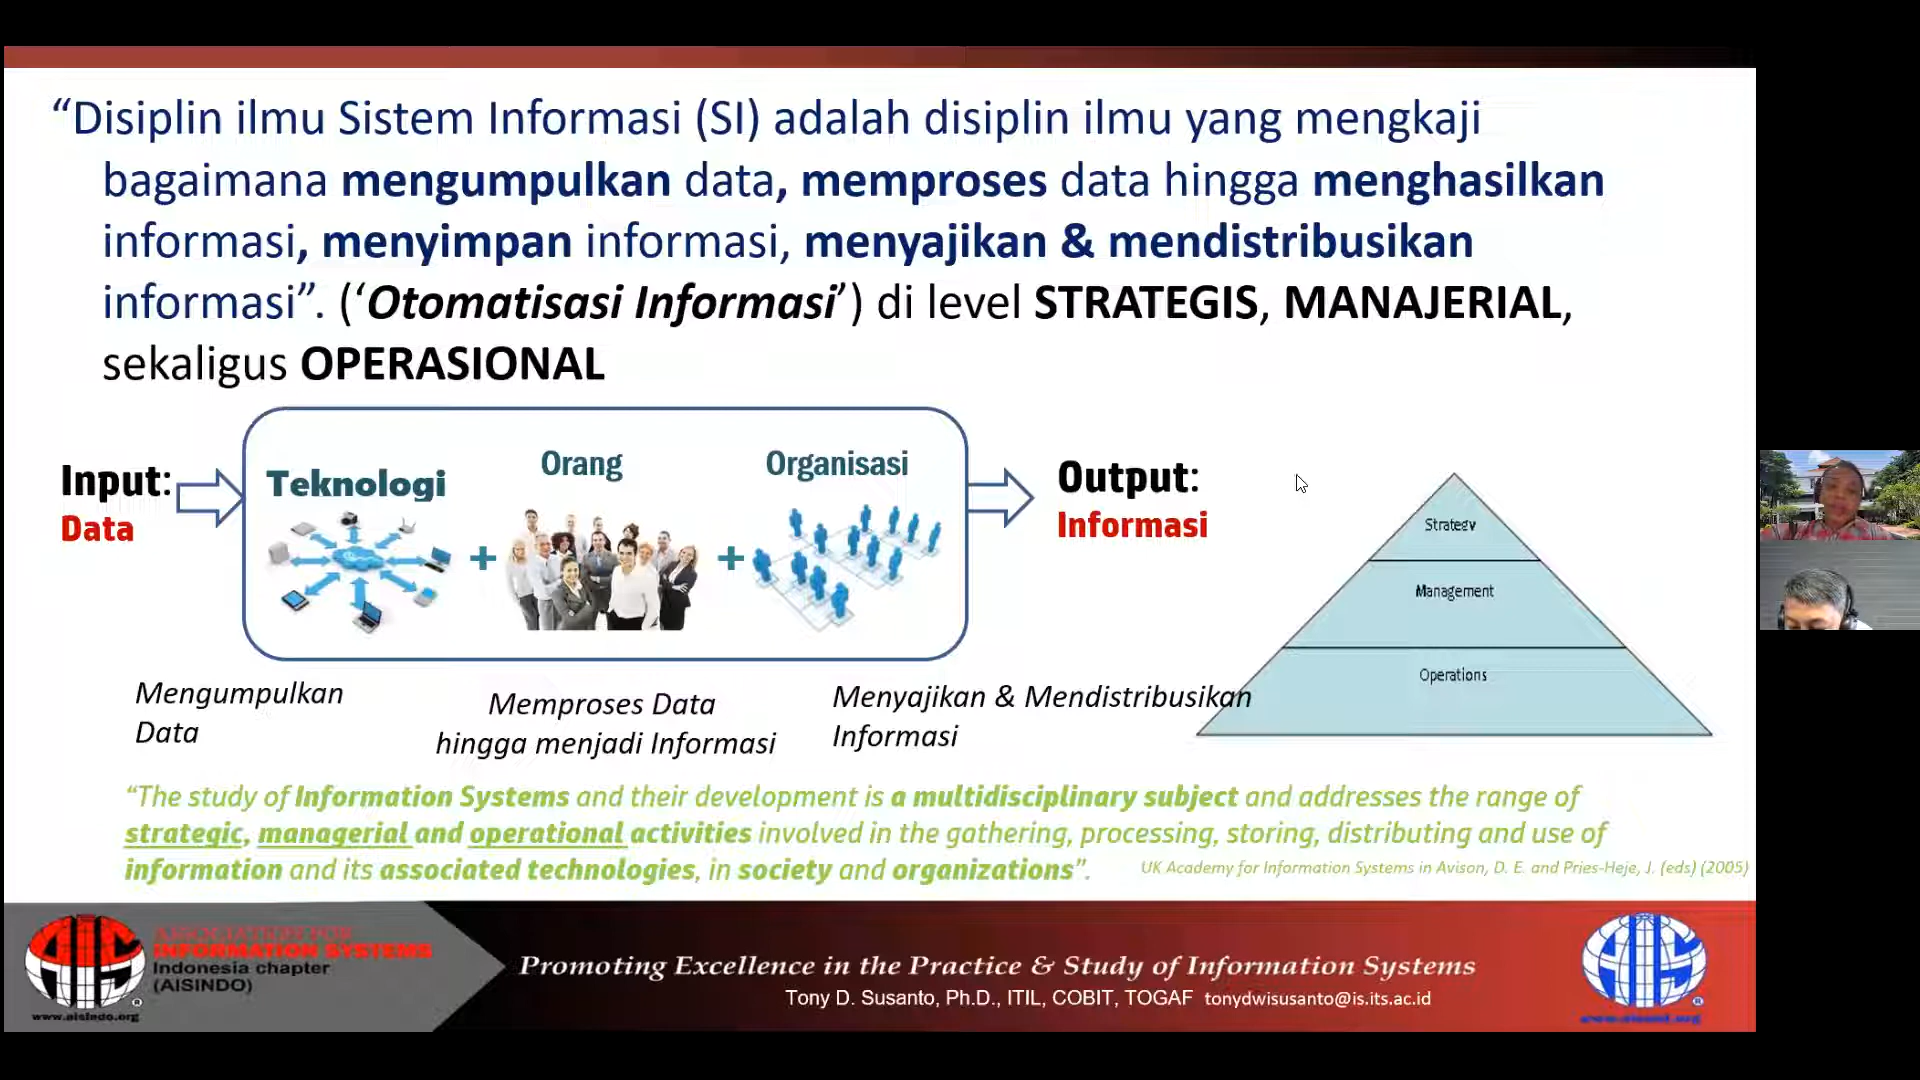 “Disiplin ilmu Sistem Informasi (SI) adalah disiplin ilmu yang mengkaji
bagaimana mengumpulkan data, memproses data hingga menghasilkan
informasi, menyimpan informasi, menyajikan & mendistribusikan
informasi”. (‘Otomatisasi Informasi’) di level STRATEGIS, MANAJERIAL,
sekaligus OPERASIONAL
Input:
Data
Teknologi
Orang
Organisasi
+
+
Output:
Informasi
Strategy
Management
Operations
Mengumpulkan
Data
Memproses Data
hingga menjadi Informasi
Menyajikan & Mendistribusikan
Informasi
“The study of Information Systems and their development is a multidisciplinary subject and addresses the range of
strategic, managerial and operational activities involved in the gathering, processing, storing, distributing and use of
information and its associated technologies, in society and organizations”.
UK Academy for Information Systems in Avison, D. E. and Pries-Heje, J. (eds) (2005)
AIS
ASSOCIATION FOR
INFORMATION SYSTEMS
Indonesia chapter
(AISINDO)
www.aisindo.org
Promoting Excellence in the Practice & Study of Information Systems
Tony D. Susanto, Ph.D., ITIL, COBIT, TOGAF tonydwisusanto@is.its.ac.id
AIS